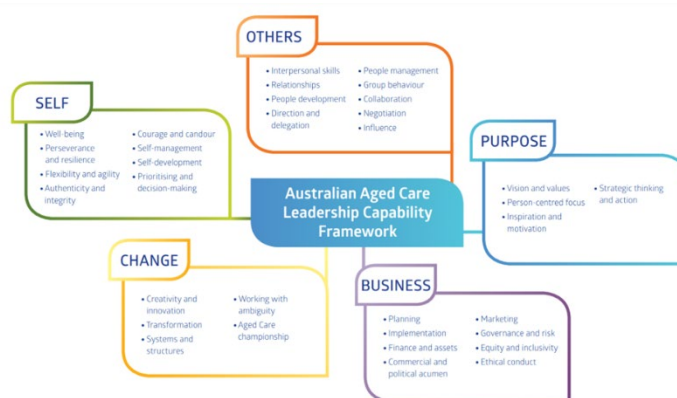 OTHERS
• Interpersonal skills
• Relationships
• People development
• Direction and
delegation
• People management
• Group behaviour
• Collaboration
• Negotiation
• Influence
SELF
• Well-being
• Perseverance
and resilience
• Flexibility and agility
• Authenticity and
integrity
• Courage and candour
• Self-management
• Self-development
• Prioritising and
decision-making
PURPOSE
• Vision and values
• Person-centred focus
• Inspiration and
motivation
• Strategic thinking
and action
Australian Aged Care
Leadership Capability
Framework
CHANGE
• Creativity and
innovation
• Transformation
• Systems and
structures
• Working with
ambiguity
• Aged Care
championship
BUSINESS
• Planning
• Implementation
• Finance and assets
• Commercial and
political acumen
• Marketing
• Governance and risk
• Equity and inclusivity
• Ethical conduct